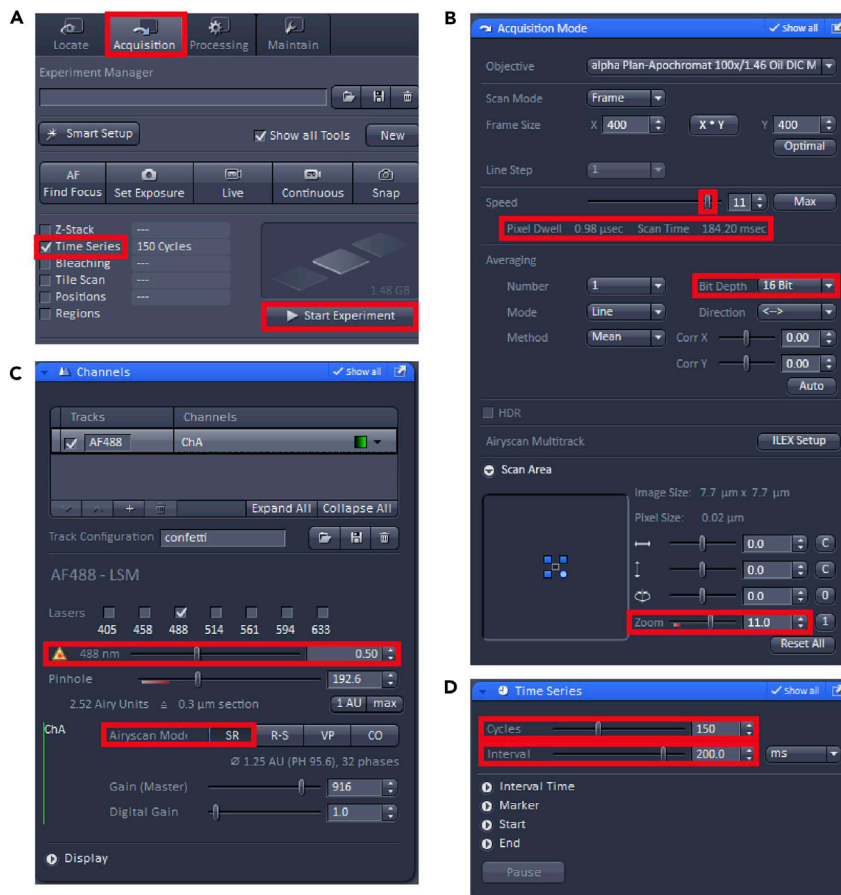 A
Locate Acquisition Processing Maintain
Experiment Manager
Smart Setup Show all Tools New
AF
Find Focus Set Exposure Live Continuous Snap
Z-Stack ---
Time Series 150 Cycles
Bleaching ---
Tile Scan ---
Positions ---
Regions
1.48 GB
Start Experiment
B
Acquisition Mode Show all
Objective alpha Plan-Apochromat 100x/1.46 Oil DIC M
Scan Mode Frame
Frame Size X 400 X * Y Y 400
Optimal
Line Step 1
Speed 11 Max
Pixel Dwell 0.98 µsec Scan Time 184.20 msec
Averaging
Number 1 Bit Depth 16 Bit
Mode Line Direction <-->
Method Mean Corr X 0.00
Corr Y 0.00
Auto
HDR
Airyscan Multitrack ILEX Setup
Scan Area
Image Size: 7.7 µm x 7.7 µm
Pixel Size: 0.02 µm
0.0 C
0.0 C
0.0 0
Zoom 11.0 1
Reset All
C
Channels Show all
Tracks Channels
AF488 ChA
Expand All Collapse All
Track Configuration confetti
AF488 - LSM
Lasers
405 458 488 514 561 594 633
488 nm 0.50
Pinhole 192.6
2.52 Airy Units ≙ 0.3 µm section 1 AU max
ChA Airyscan Mode SR R-S VP CO
Ø 1.25 AU (PH 95.6), 32 phases
Gain (Master) 916
Digital Gain 1.0
Display
D
Time Series Show all
Cycles 150
Interval 200.0 ms
Interval Time
Marker
Start
End
Pause